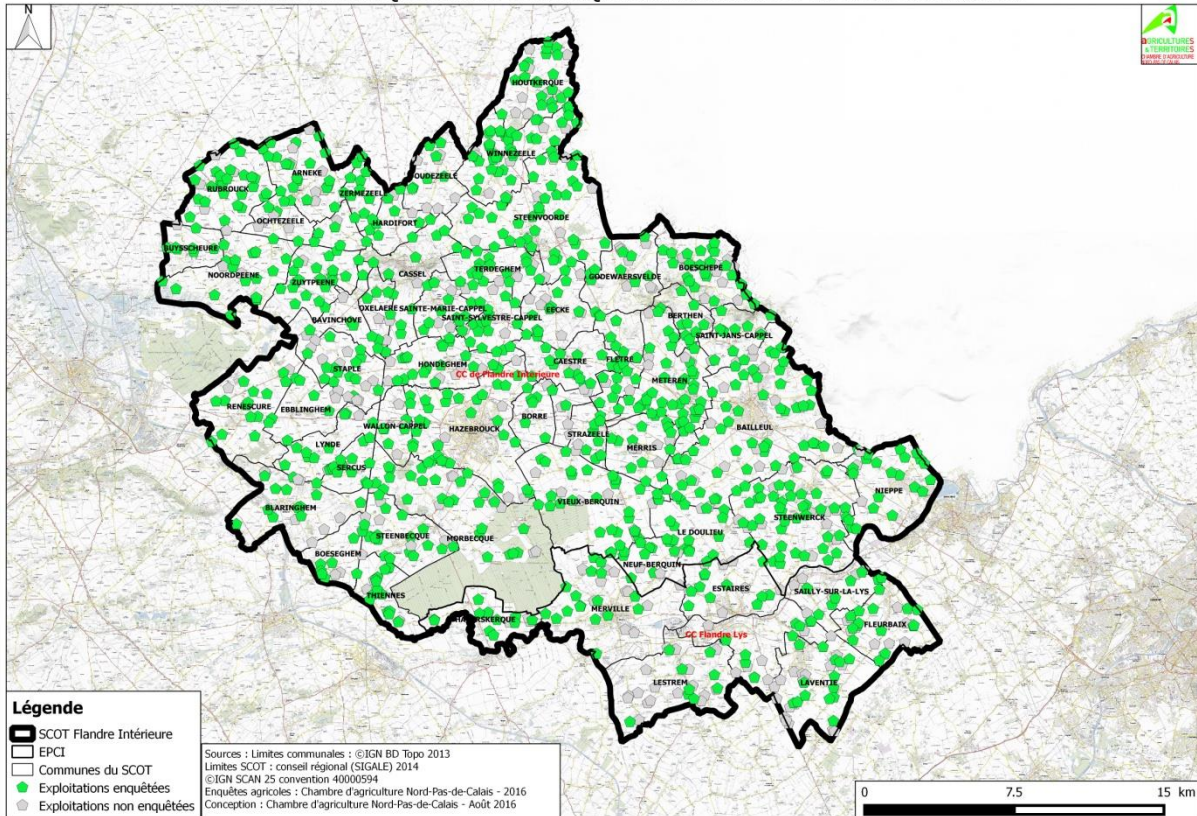 N
AGRICULTURES
& TERRITOIRES
CHAMBRE D'AGRICULTURE
NORD-PAS DE CALAIS
HOUTKERQUE
WINNEZEELE
OUDEZEELE
ARNEKE
RUBROUCK
ZERMEZEELE
OCHTEZEELE
HARDIFORT
STEENVOORDE
BUYSSCHEURE
NOORDPEENE
ZUYTPEENE
CASSEL
TERDEGHEM
GODEWAERSVELDE
BOESCHEPE
OXELAERE
SAINTE-MARIE-CAPPEL
BAVINCHOVE
SAINT-SYLVESTRE-CAPPEL
EECKE
BERTHEN
SAINT-JANS-CAPPEL
STAPLE
HONDEGHEM
CAESTRE
FLETRE
CC de Flandre Intérieure
METEREN
RENESCURE
EBBLINGHEM
WALLON-CAPPEL
HAZEBROUCK
BORRE
STRAZEELE
BAILLEUL
LYNDE
MERRIS
SERCUS
NIEPPE
BLARINGHEM
VIEUX-BERQUIN
STEENWERCK
STEENBECQUE
MORBECQUE
LE DOULIEU
BOESEGHEM
NEUF-BERQUIN
THIENNES
ESTAIRES
SAILLY-SUR-LA-LYS
MERVILLE
HAVERSKERQUE
FLEURBAIX
CC Flandre Lys
LESTREM
LAVENTIE
Légende
SCOT Flandre Intérieure
EPCI
Communes du SCOT
Exploitations enquêtées
Exploitations non enquêtées
Sources : Limites communales : ©IGN BD Topo 2013
Limites SCOT : conseil régional (SIGALE) 2014
©IGN SCAN 25 convention 40000594
Enquêtes agricoles : Chambre d'agriculture Nord-Pas-de-Calais - 2016
Conception : Chambre d'agriculture Nord-Pas-de-Calais - Août 2016
0 7.5 15 km